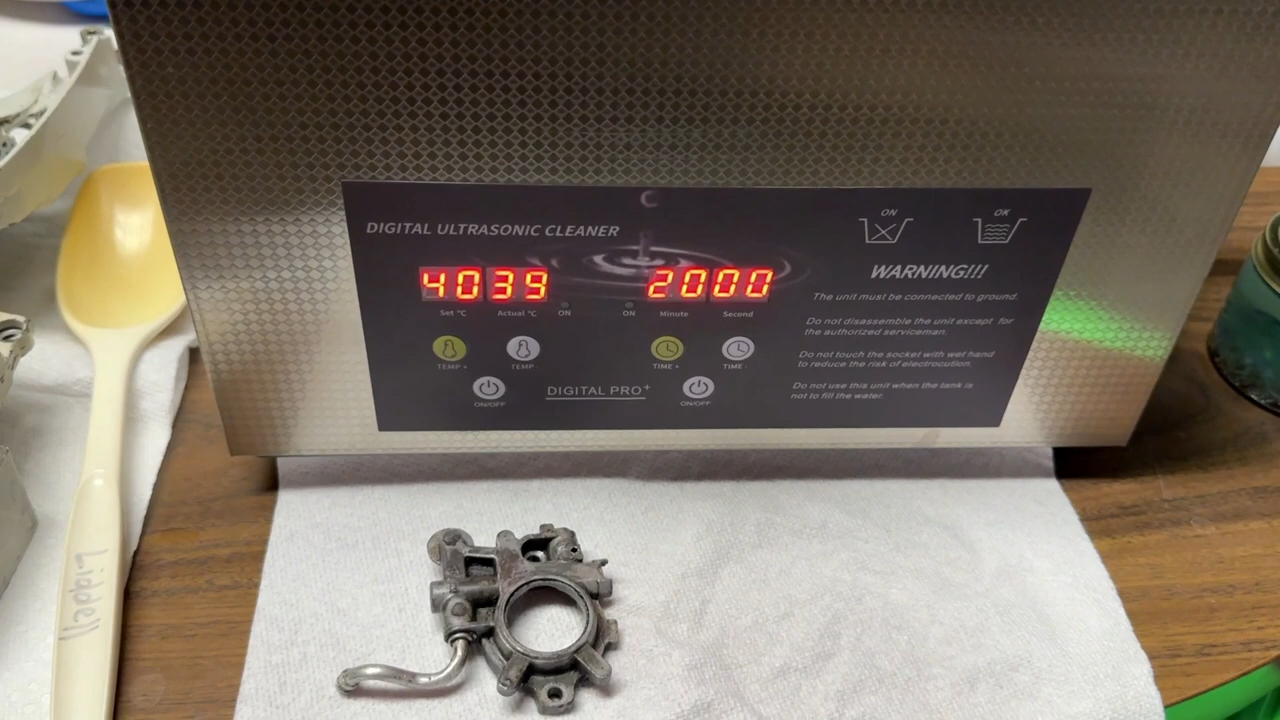 DIGITAL ULTRASONIC CLEANER
4039
2000
Set °C
Actual °C
ON
ON
Minute
Second
TEMP +
TEMP -
TIME +
TIME -
ON/OFF
DIGITAL PRO+
ON/OFF
ON
OK
WARNING!!!
The unit must be connected to ground.
Do not disassemble the unit except for
the authorized serviceman.
Do not touch the socket with wet hand
to reduce the risk of electrocution.
Do not use this unit when the tank is
not to fill the water.
Liddell